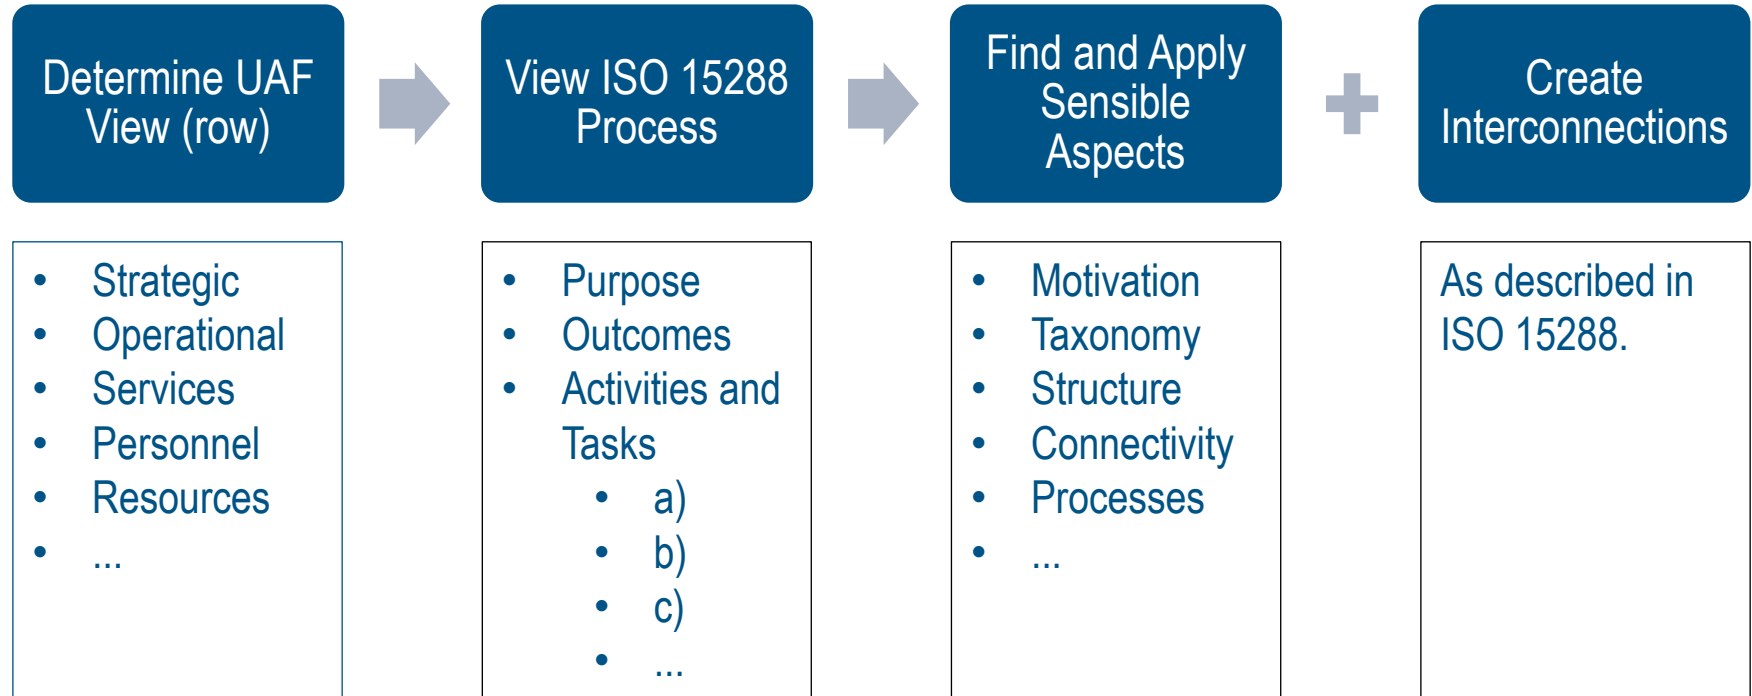 Determine UAF
View (row)
View ISO 15288
Process
Find and Apply
Sensible
Aspects
Create
Interconnections
• Strategic
• Operational
• Services
• Personnel
• Resources
• ...
• Purpose
• Outcomes
• Activities and
Tasks
• a)
• b)
• c)
• ...
• Motivation
• Taxonomy
• Structure
• Connectivity
• Processes
• ...
As described in
ISO 15288.